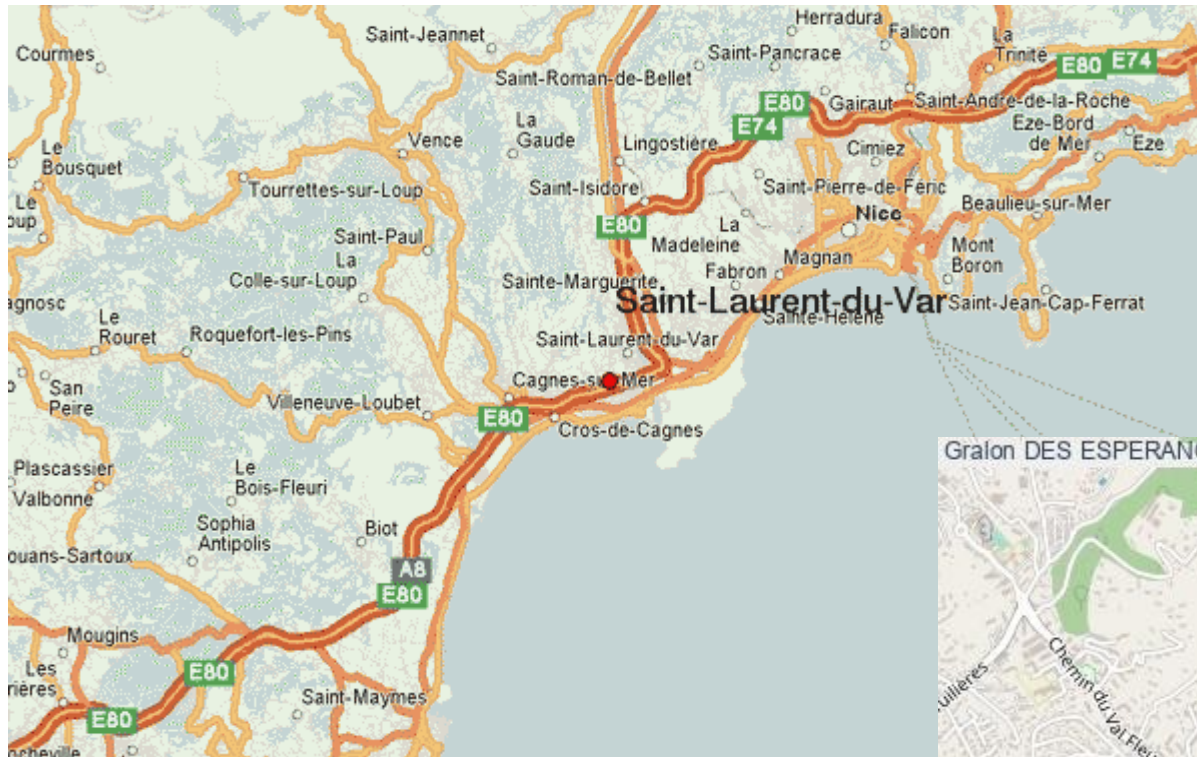 Herradura
Saint-Jeannet
Falicon
La
Trinité
Courmes
Saint-Pancrace
Saint-Roman-de-Bellet
E80
E74
E80
E74
Gairaut
Saint-Andre-de-la-Roche
La
Gaude
Eze-Bord
de Mer
Eze
Vence
Lingostière
Cimiez
Le
Bousquet
Tourrettes-sur-Loup
Saint-Isidore
Saint-Pierre-de-Féric
Le
Beaulieu-sur-Mer
E80
La
Madeleine
Nice
Saint-Paul
La
Colle-sur-Loup
Sainte-Marguerite
Magnan
Mont
Boron
Fabron
Saint-Laurent-du-Var
Saint-Jean-Cap-Ferrat
Sainte-Hélène
Le
Rouret
Roquefort-les-Pins
Saint-Laurent-du-Var
San
Peire
Cagnes-sur-Mer
Villeneuve-Loubet
E80
Cros-de-Cagnes
Plascassier
Valbonne
Le
Bois-Fleuri
Sophia
Antipolis
Biot
ouans-Sartoux
A8
E80
Mougins
Les
rières
E80
Saint-Maymes
E80
ocheville
Gralon DES ESPERAN
uilières
Chemin du Val Fleu